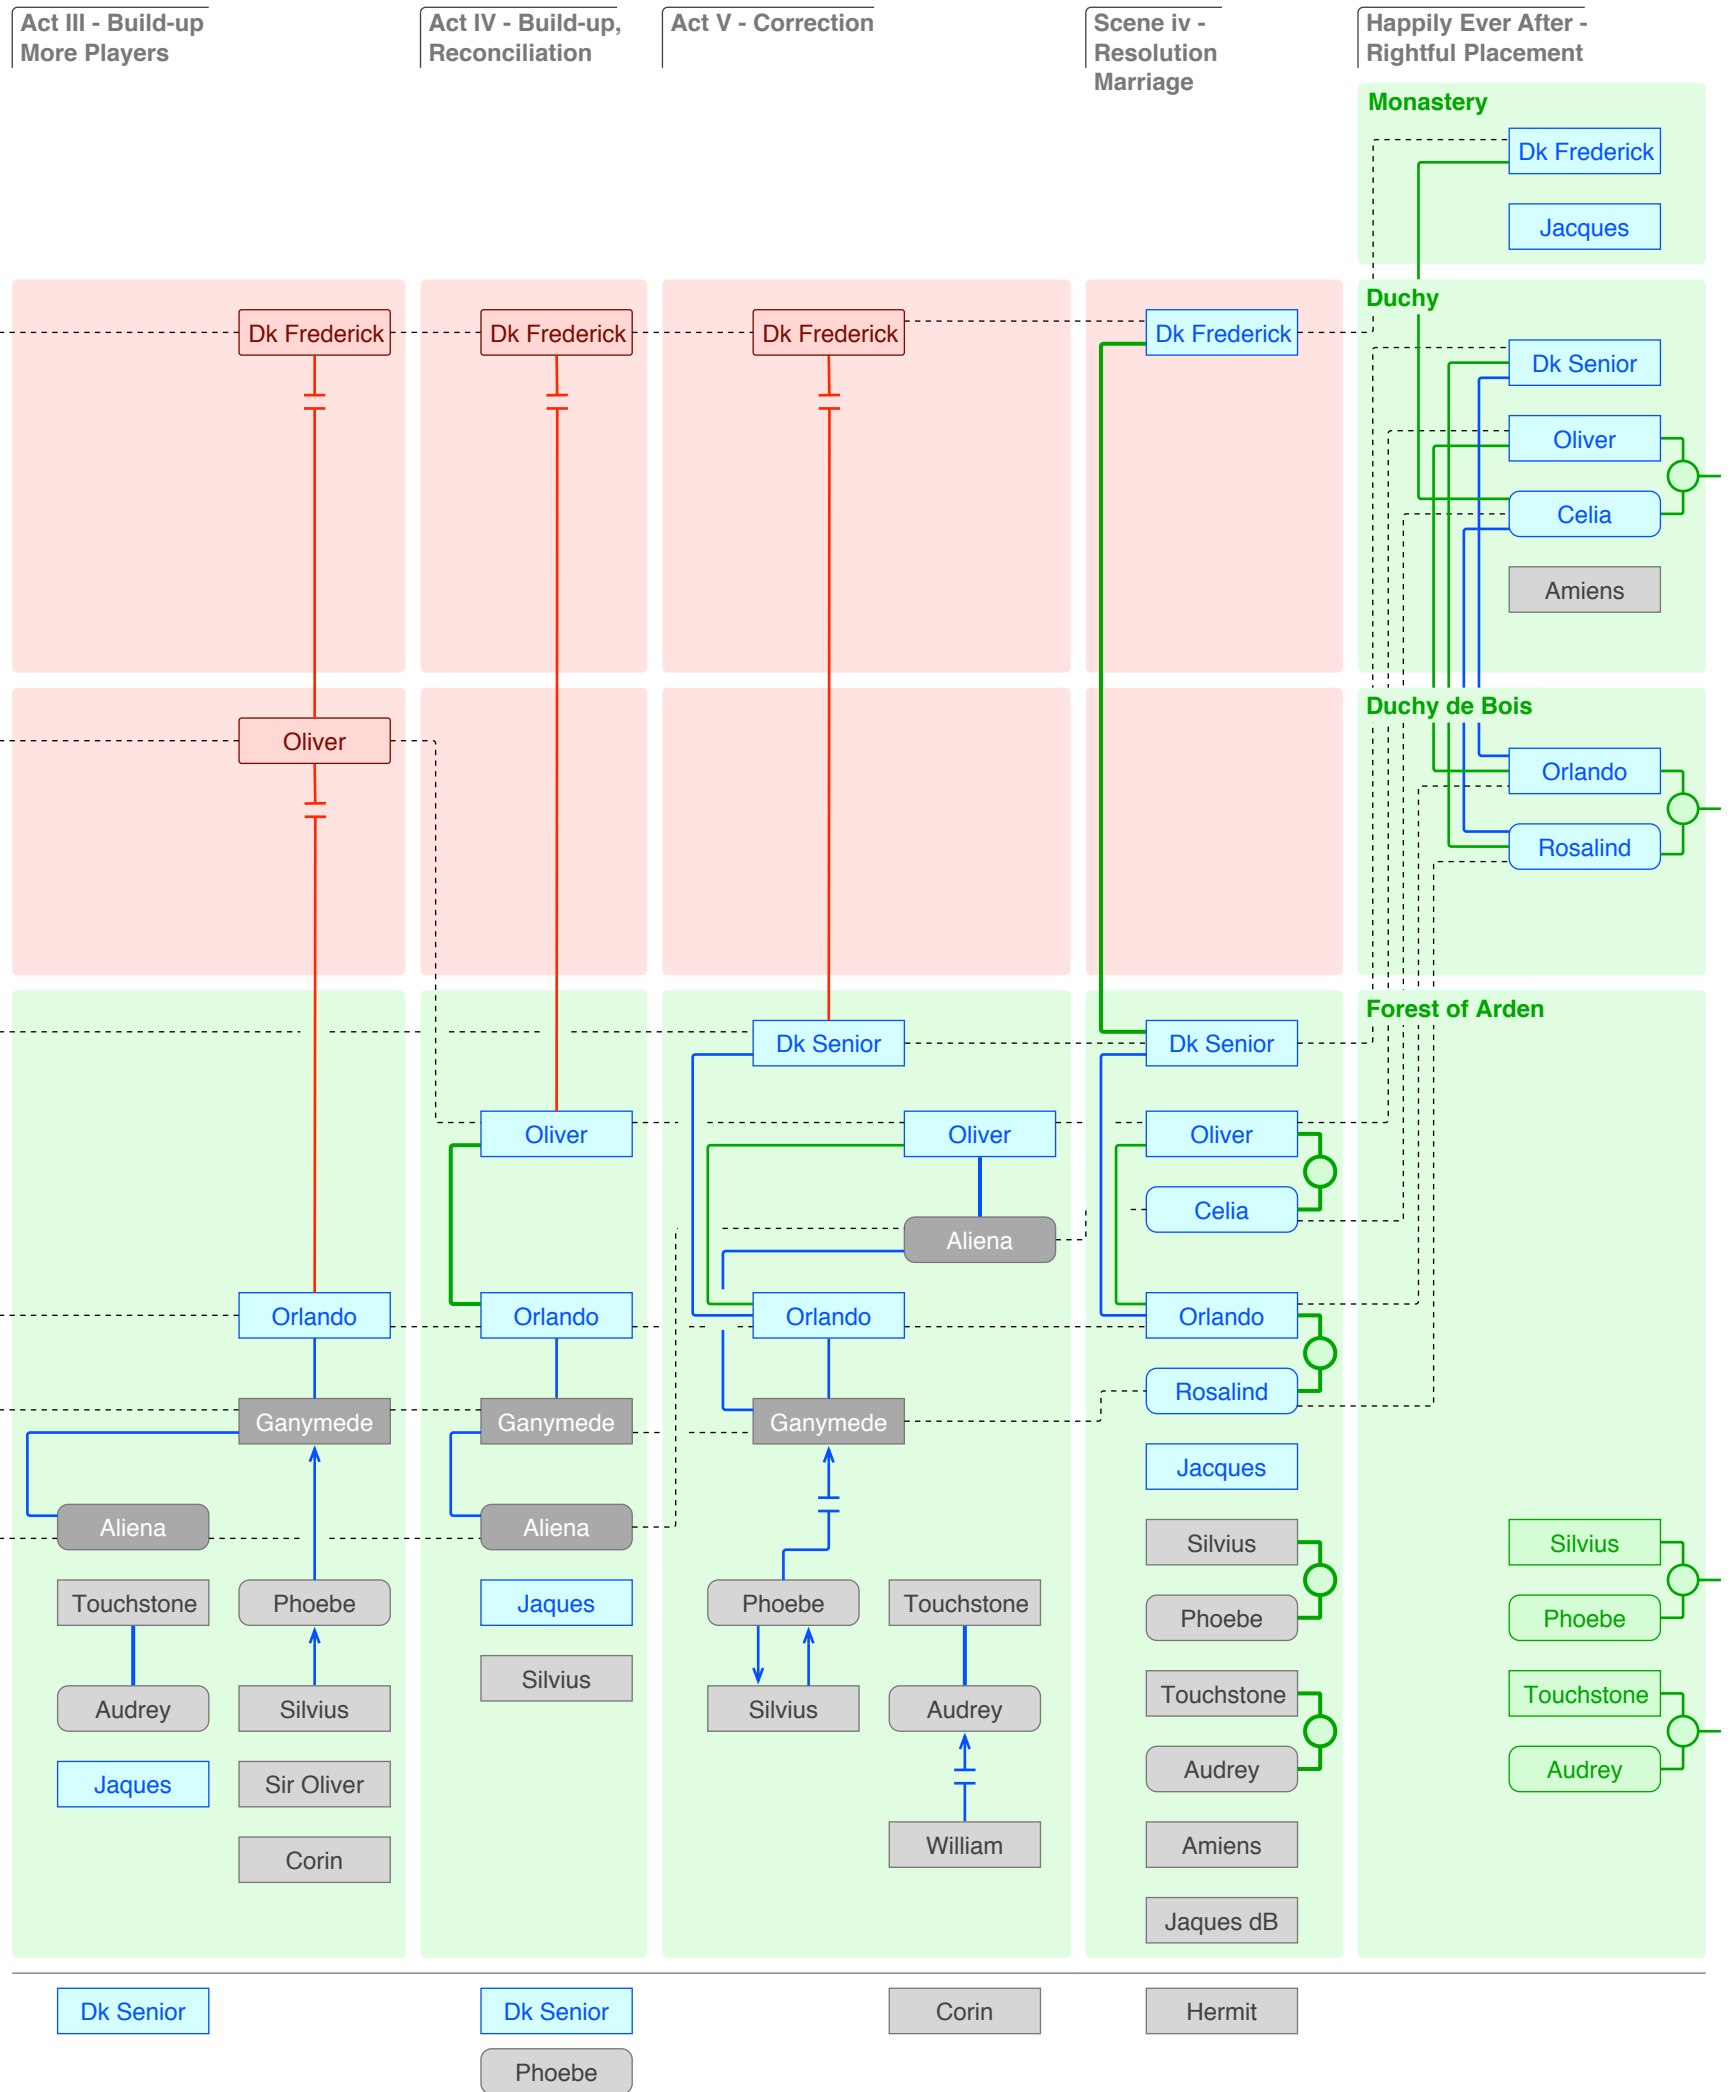 Act III - Build-up
More Players
Act IV - Build-up,
Reconciliation
Act V - Correction
Scene iv -
Resolution
Marriage
Happily Ever After -
Rightful Placement
Monastery
Dk Frederick
Jacques
Duchy
Dk Frederick
Dk Frederick
Dk Frederick
Dk Frederick
Dk Senior
Oliver
Celia
Amiens
Duchy de Bois
Oliver
Orlando
Rosalind
Forest of Arden
Dk Senior
Dk Senior
Oliver
Oliver
Oliver
Celia
Aliena
Orlando
Orlando
Orlando
Orlando
Rosalind
Ganymede
Ganymede
Ganymede
Jacques
Aliena
Aliena
Silvius
Silvius
Touchstone
Phoebe
Jaques
Phoebe
Touchstone
Phoebe
Phoebe
Silvius
Touchstone
Touchstone
Audrey
Silvius
Silvius
Audrey
Audrey
Audrey
Jaques
Sir Oliver
William
Amiens
Corin
Jaques dB
Dk Senior
Dk Senior
Corin
Hermit
Phoebe